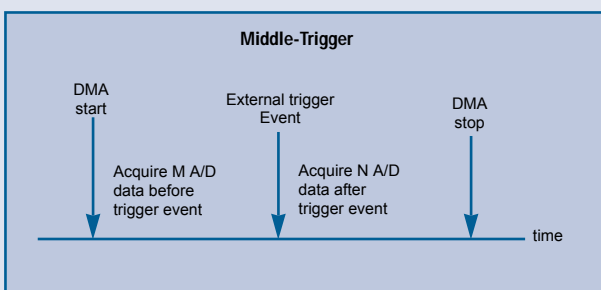 Middle-Trigger
DMA
start
External trigger
Event
DMA
stop
Acquire M A/D
data before
trigger event
Acquire N A/D
data after
trigger event
time